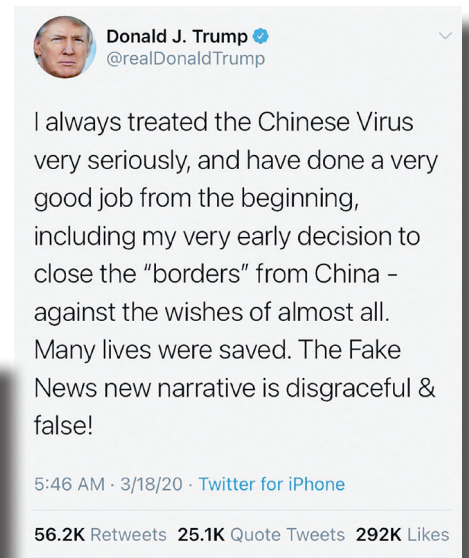 Donald J. Trump
@realDonaldTrump
I always treated the Chinese Virus
very seriously, and have done a very
good job from the beginning,
including my very early decision to
close the “borders” from China -
against the wishes of almost all.
Many lives were saved. The Fake
News new narrative is disgraceful &
false!
5:46 AM · 3/18/20 · Twitter for iPhone
56.2K Retweets 25.1K Quote Tweets 292K Likes